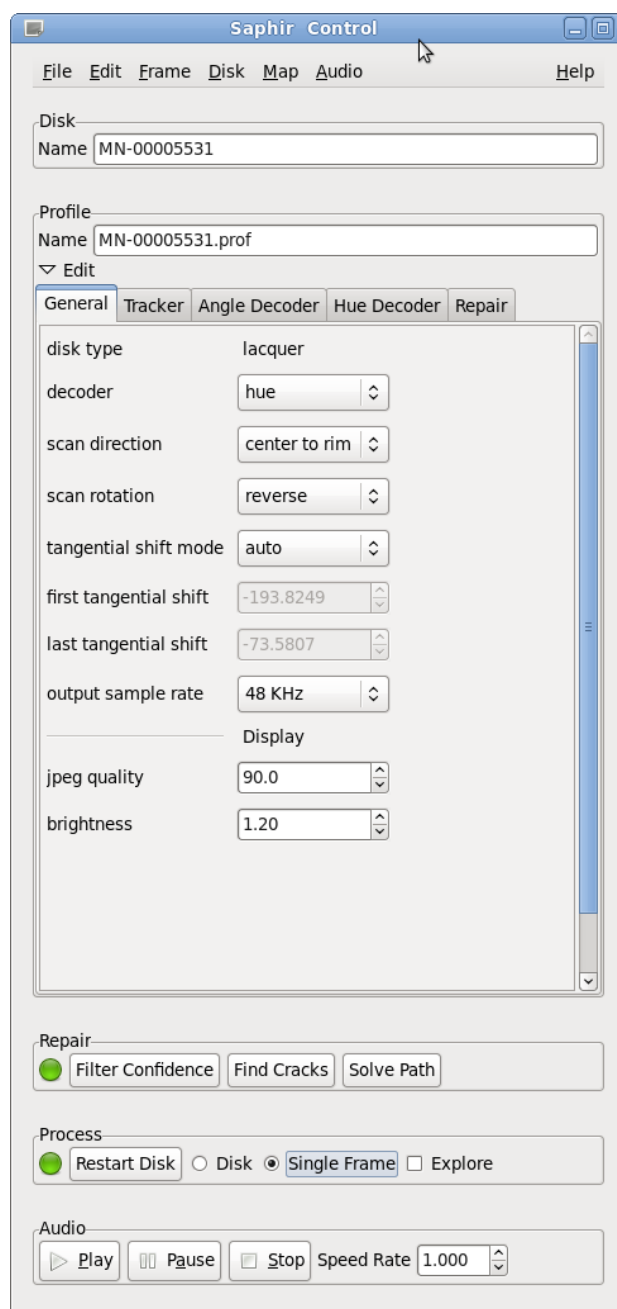 Saphir Control
File Edit Frame Disk Map Audio Help
Disk
Name MN-00005531
Profile
Name MN-00005531.prof
Edit
General Tracker Angle Decoder Hue Decoder Repair
disk type lacquer
decoder hue
scan direction center to rim
scan rotation reverse
tangential shift mode auto
first tangential shift -193.8249
last tangential shift -73.5807
output sample rate 48 KHz
Display
jpeg quality 90.0
brightness 1.20
Repair
Filter Confidence Find Cracks Solve Path
Process
Restart Disk Disk Single Frame Explore
Audio
Play Pause Stop Speed Rate 1.000